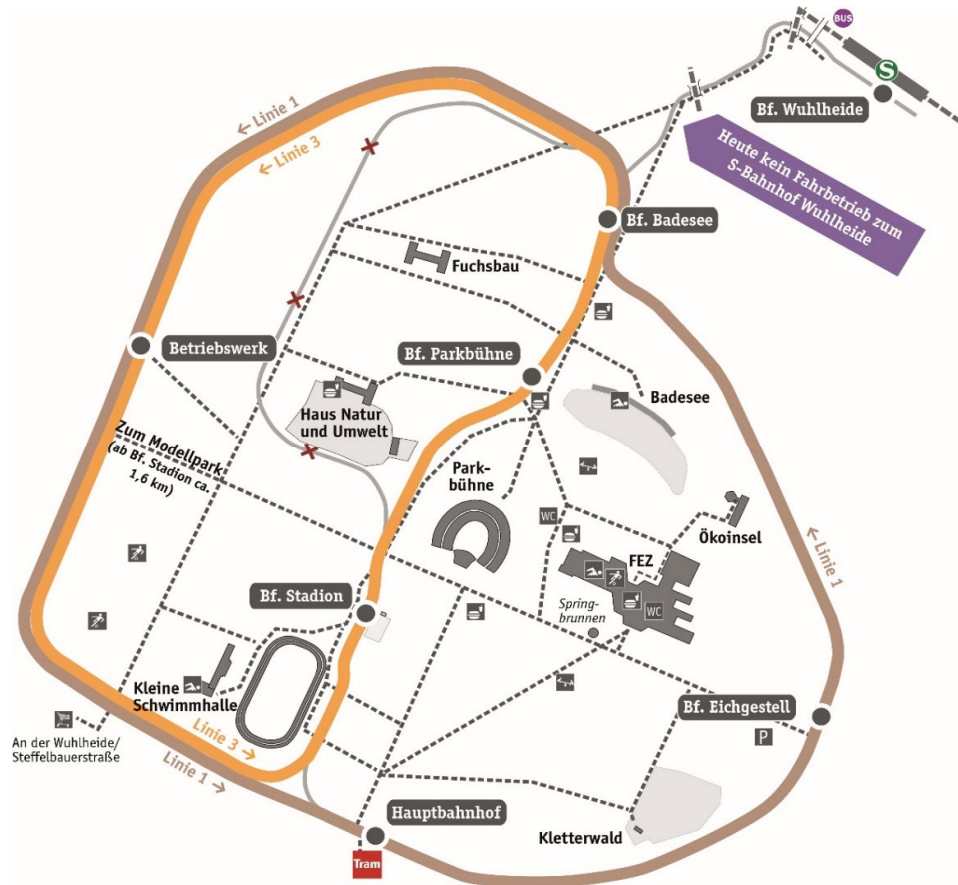 BUS
S
Bf. Wuhlheide
← Linie 1
← Linie 3
Heute kein Fahrbetrieb zum
S-Bahnhof Wuhlheide
Bf. Badesee
Fuchsbau
Betriebswerk
Bf. Parkbühne
Badesee
Haus Natur
und Umwelt
Zum Modellpark
(ab Bf. Stadion ca.
1,6 km)
Park-
bühne
WC
Ökoinsel
FEZ
← Linie 1
Bf. Stadion
Spring-
brunnen
WC
Kleine
Schwimmhalle
Bf. Eichgestell
P
An der Wuhlheide/
Steffelbauerstraße
Linie 3 →
Linie 1 →
Hauptbahnhof
Kletterwald
Tram